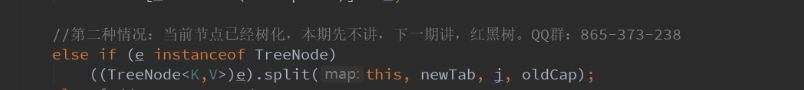 //第二种情况：当前节点已经树化，本期先不讲，下一期讲，红黑树。QQ群：865-373-238
else if (e instanceof TreeNode)
((TreeNode<K,V>)e).split( map: this, newTab, j, oldCap);